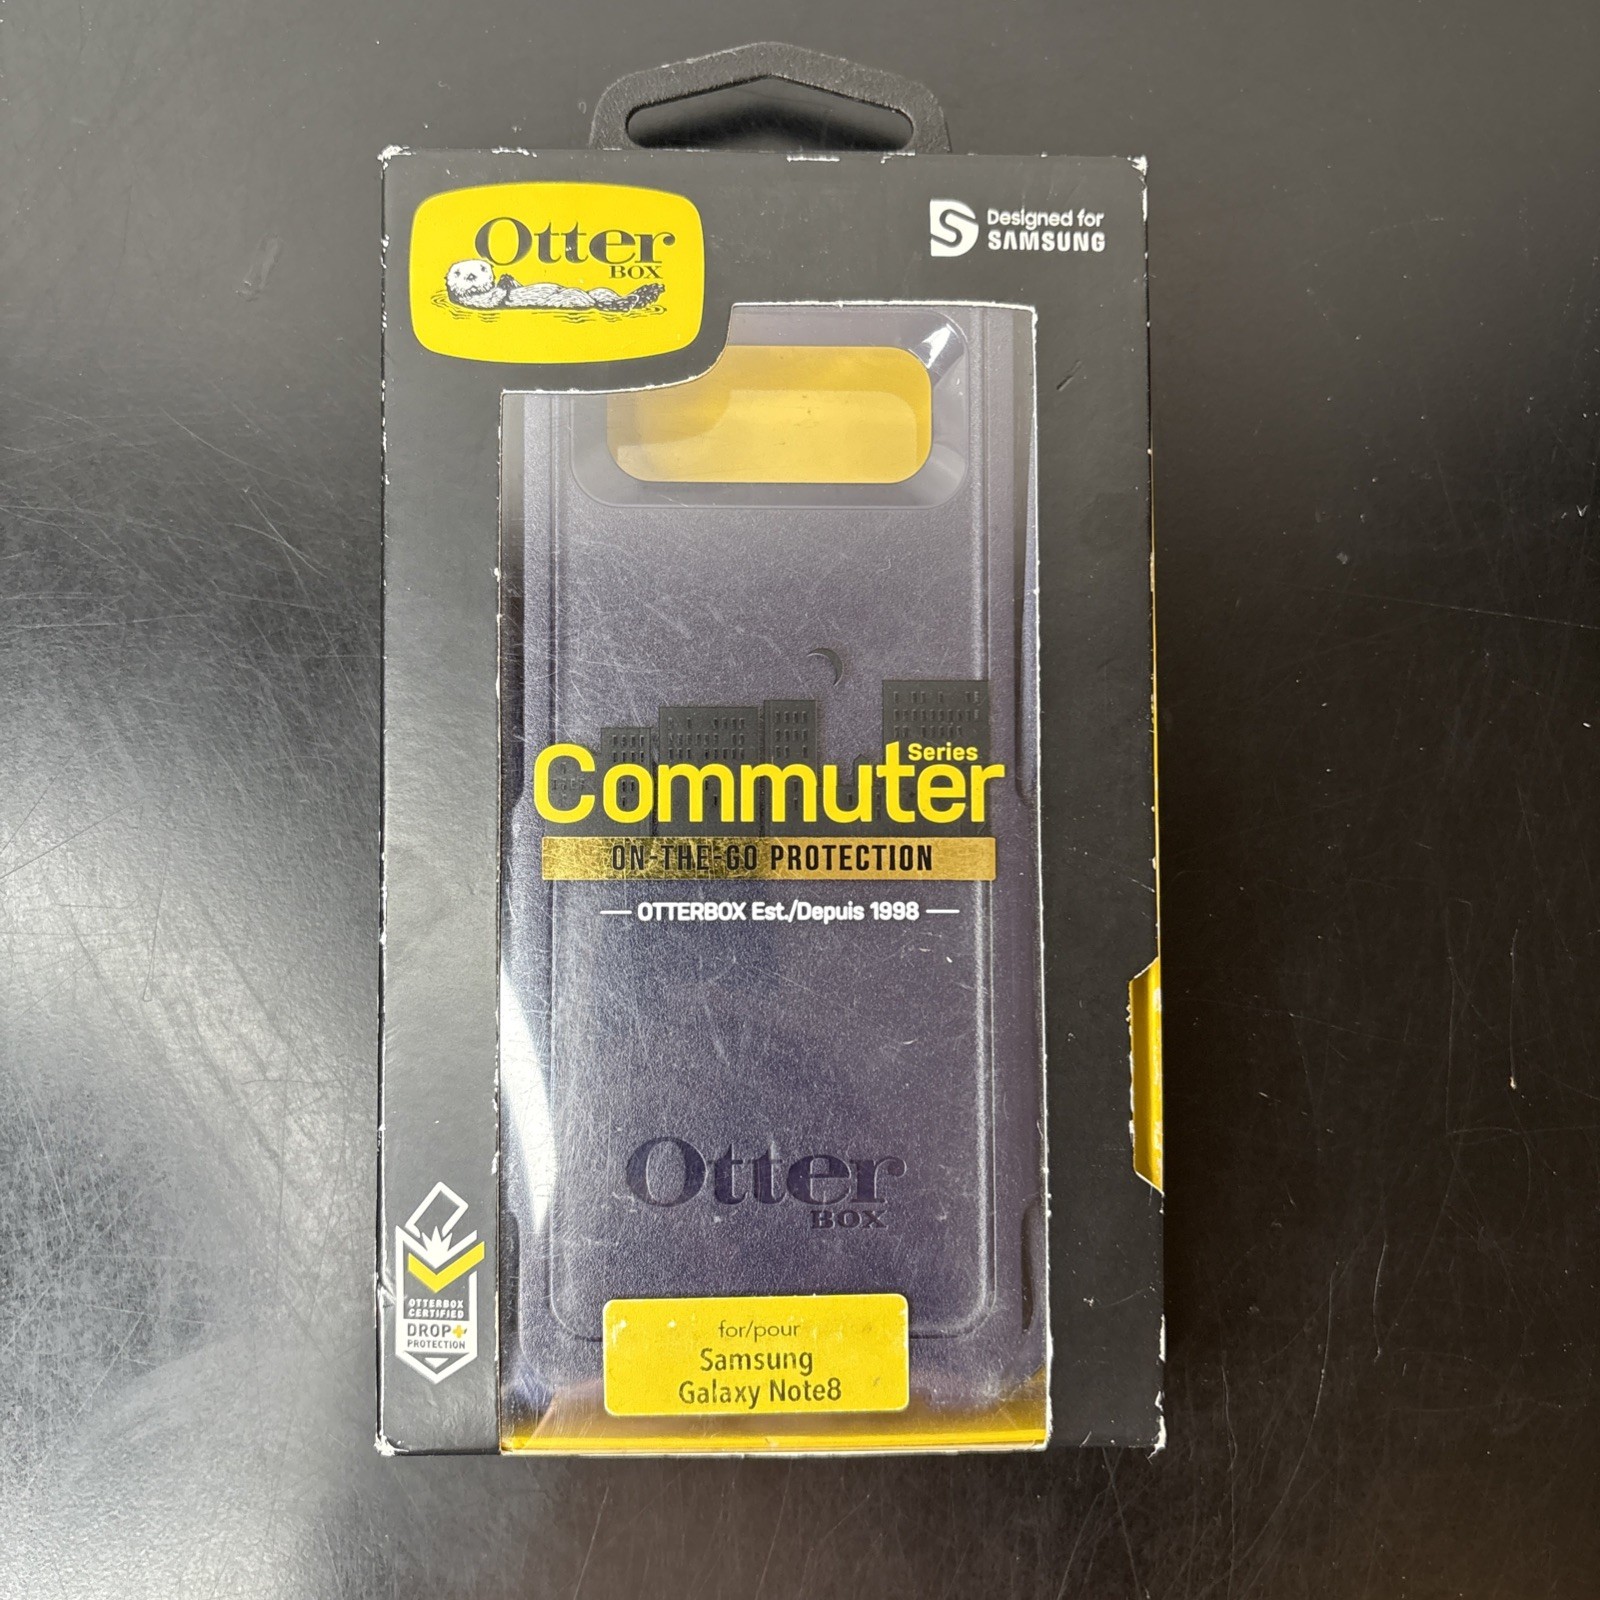 Otter
BOX
Designed for
SAMSUNG
Series
Commuter
ON-THE-GO PROTECTION
OTTERBOX Est./Depuis 1998
Otter
BOX
OTTERBOX
CERTIFIED
DROP+
PROTECTION
for/pour
Samsung
Galaxy Note8